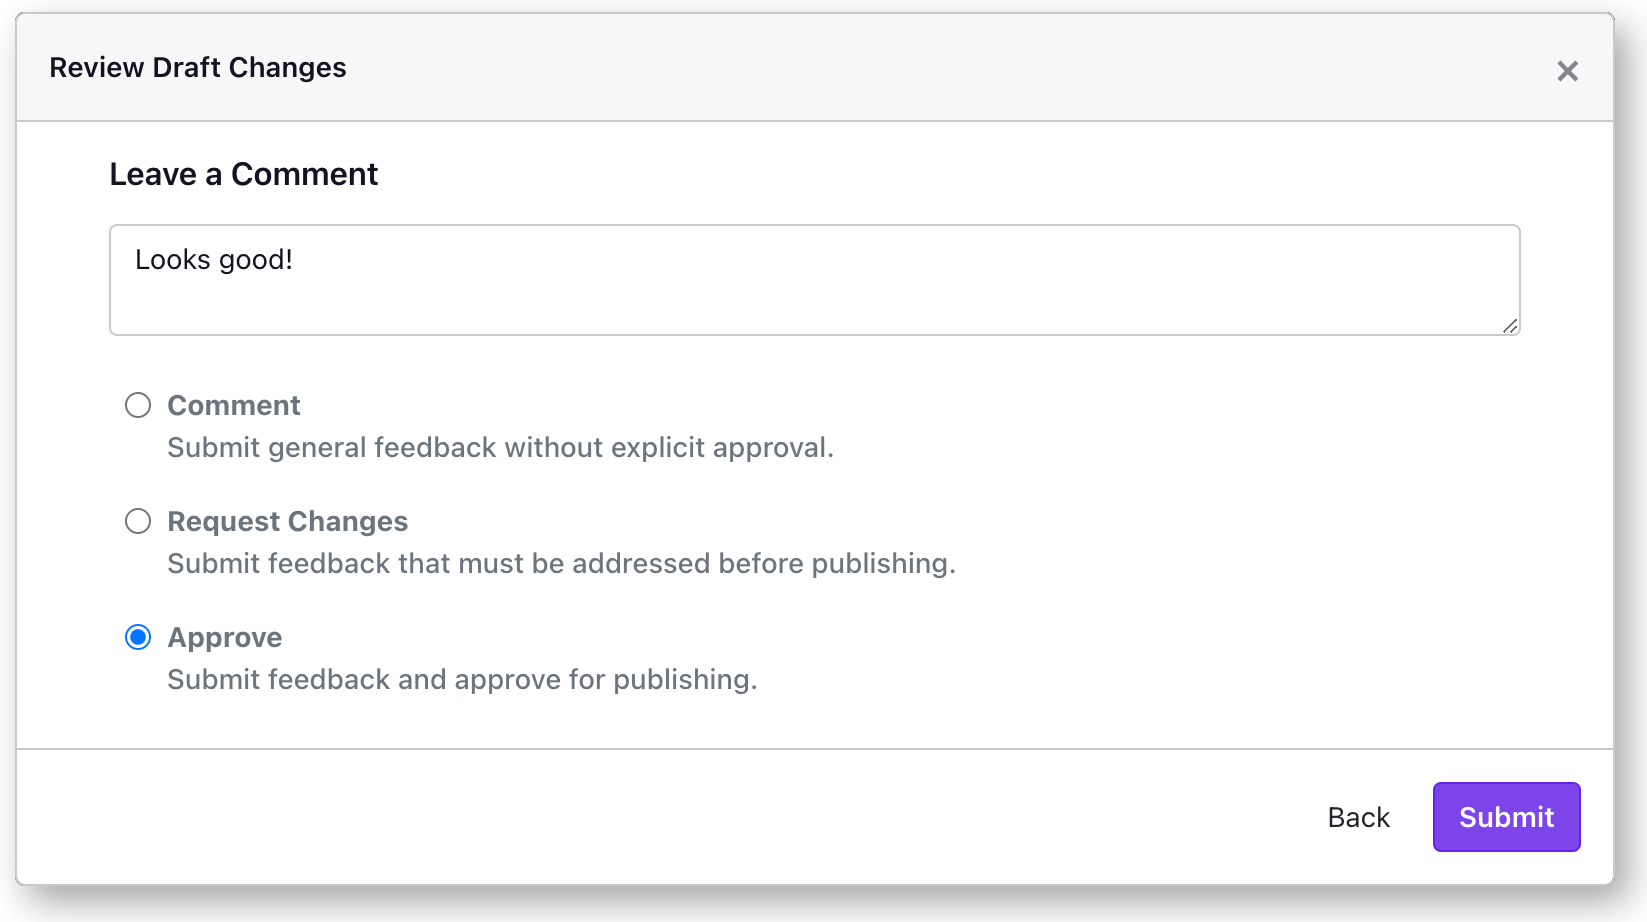 Review Draft Changes
Leave a Comment
Looks good!
Comment
Submit general feedback without explicit approval.
Request Changes
Submit feedback that must be addressed before publishing.
Approve
Submit feedback and approve for publishing.
Back
Submit